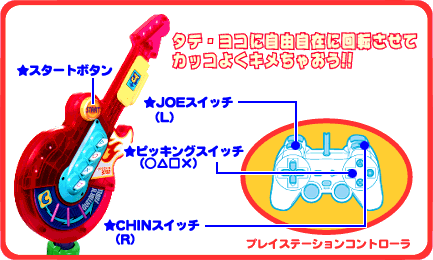 タテ・ヨコに自由自在に回転させて
カッコよくキメちゃおう!!
★スタートボタン
★JOEスイッチ
(L)
★ピッキングスイッチ
(○△□×)
★CHINスイッチ
(R)
プレイステーションコントローラ